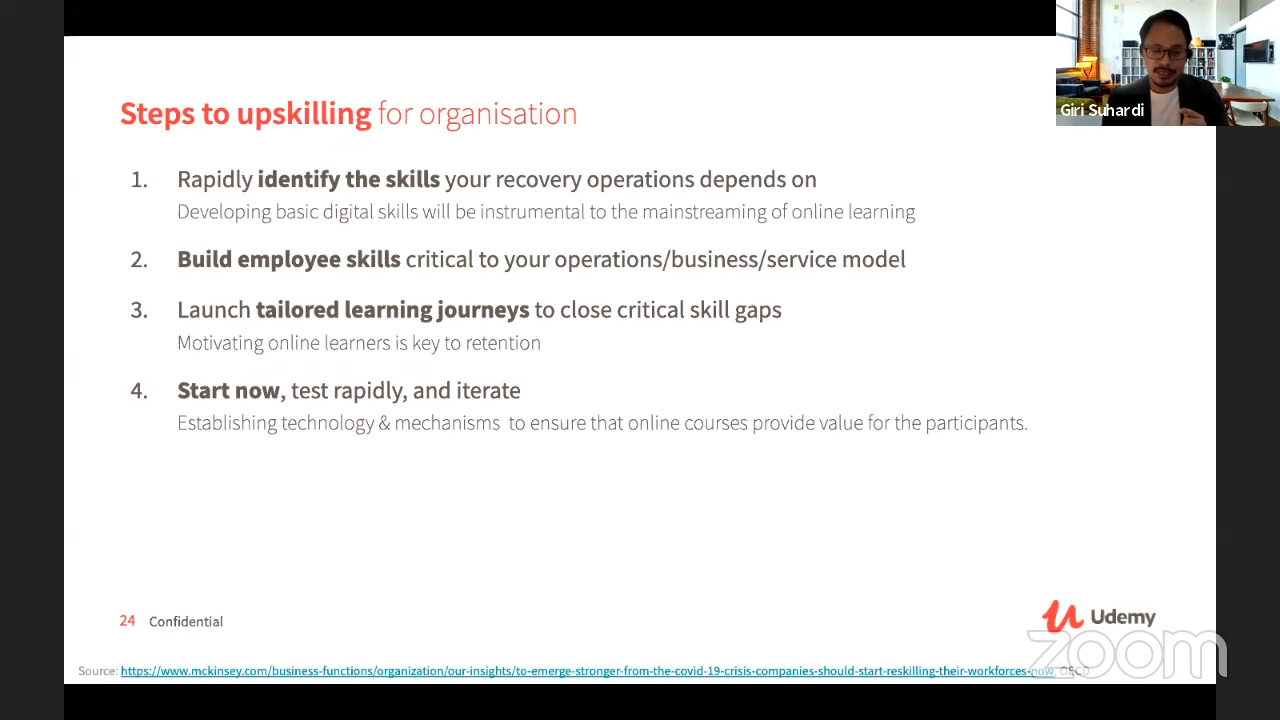 Giri Suhardi
Steps to upskilling for organisation
1. Rapidly identify the skills your recovery operations depends on
Developing basic digital skills will be instrumental to the mainstreaming of online learning
2. Build employee skills critical to your operations/business/service model
3. Launch tailored learning journeys to close critical skill gaps
Motivating online learners is key to retention
4. Start now, test rapidly, and iterate
Establishing technology & mechanisms to ensure that online courses provide value for the participants.
24 Confidential
Udemy
zoom
Source: https://www.mckinsey.com/business-functions/organization/our-insights/to-emerge-stronger-from-the-covid-19-crisis-companies-should-start-reskilling-their-workforces-now, OECD